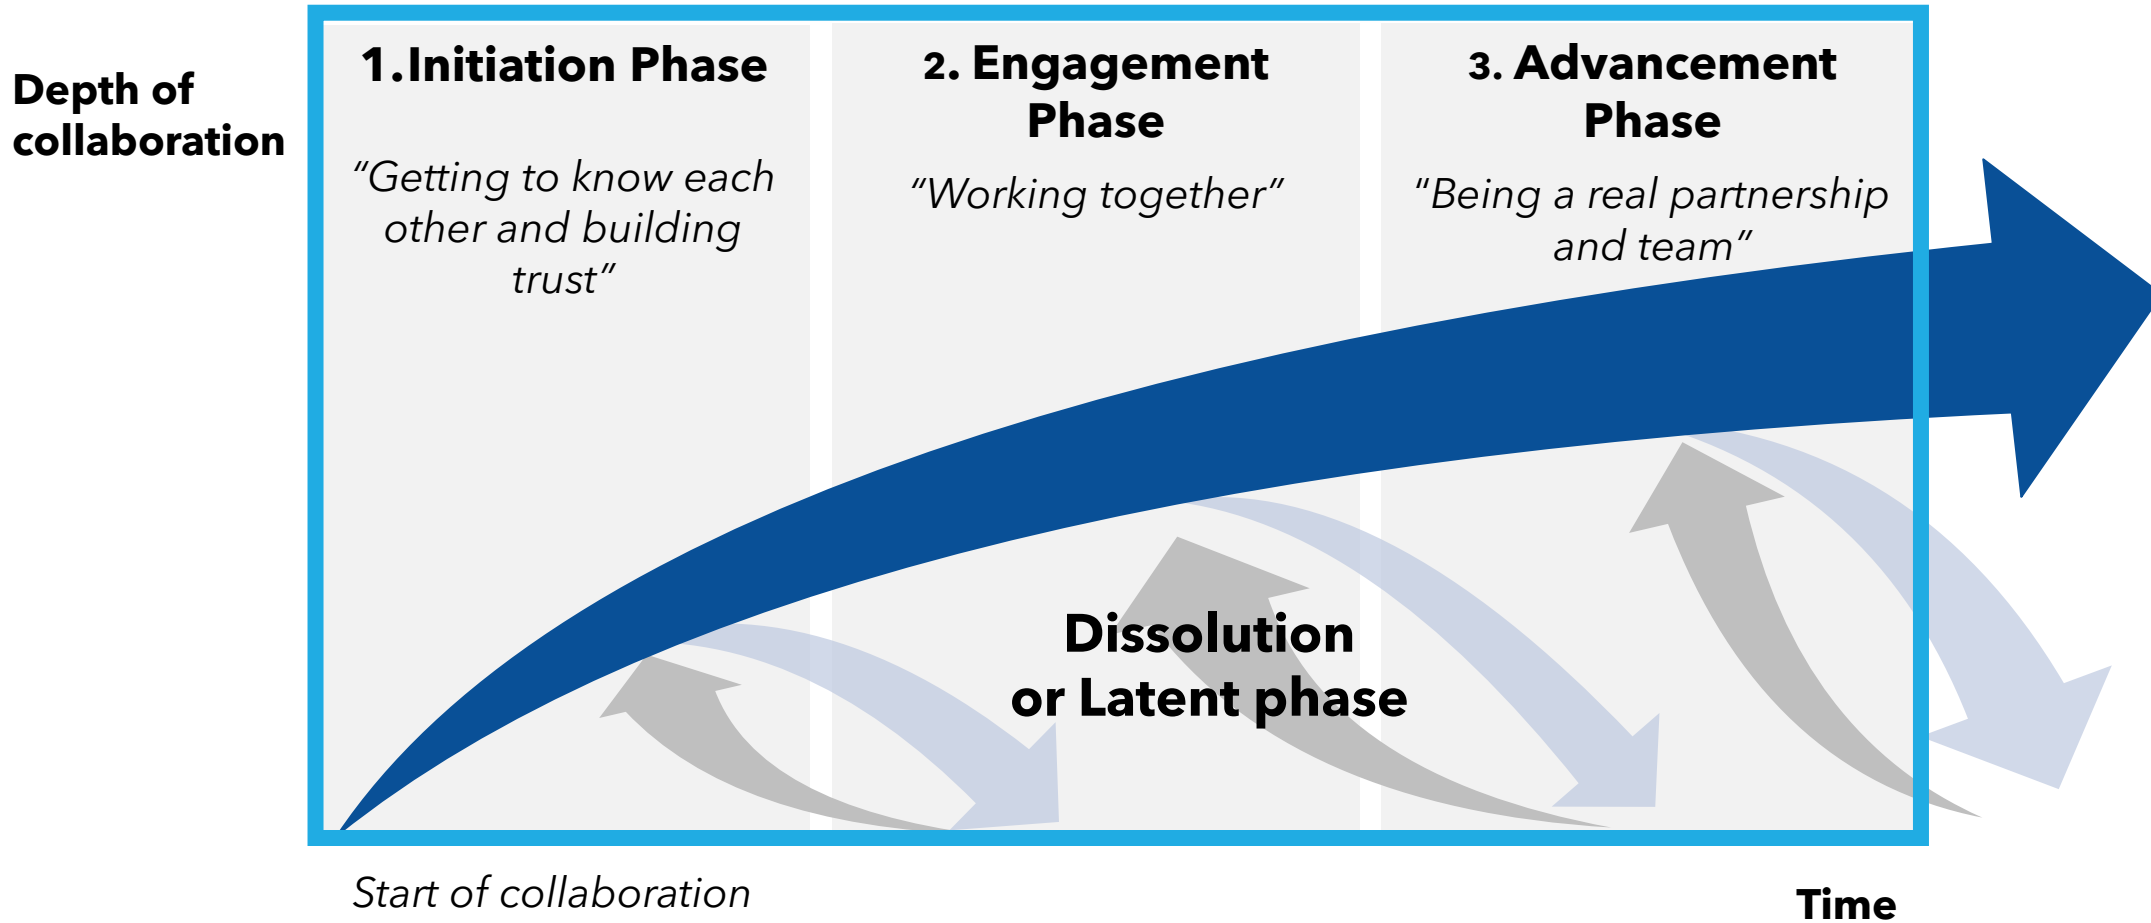 Depth of
collaboration
1.Initiation Phase
“Getting to know each
other and building
trust”
2. Engagement
Phase
“Working together”
3. Advancement
Phase
“Being a real partnership
and team”
Dissolution
or Latent phase
Start of collaboration
Time